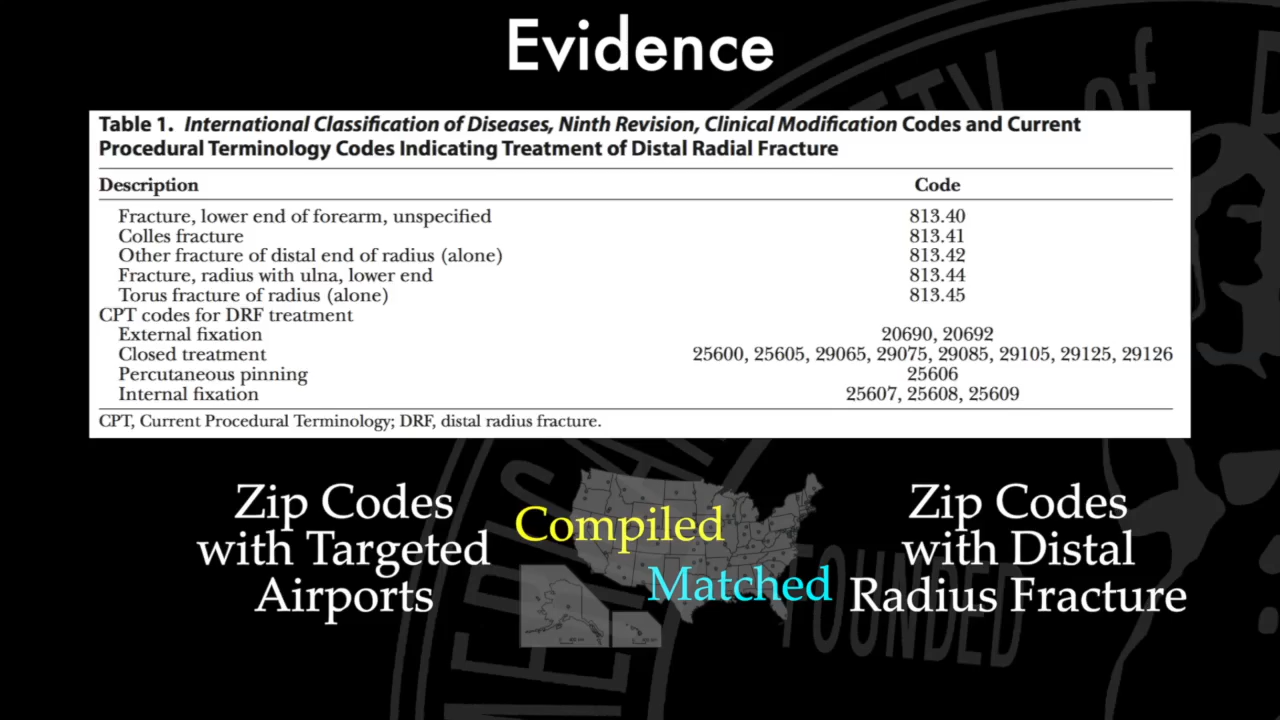 Evidence
Table 1. International Classification of Diseases, Ninth Revision, Clinical Modification Codes and Current
Procedural Terminology Codes Indicating Treatment of Distal Radial Fracture
Description Code
Fracture, lower end of forearm, unspecified 813.40
Colles fracture 813.41
Other fracture of distal end of radius (alone) 813.42
Fracture, radius with ulna, lower end 813.44
Torus fracture of radius (alone) 813.45
CPT codes for DRF treatment
External fixation 20690, 20692
Closed treatment 25600, 25605, 29065, 29075, 29085, 29105, 29125, 29126
Percutaneous pinning 25606
Internal fixation 25607, 25608, 25609
CPT, Current Procedural Terminology; DRF, distal radius fracture.
Zip Codes
with Targeted
Airports
Compiled
Matched
Zip Codes
with Distal
Radius Fracture
FOUNDED
of